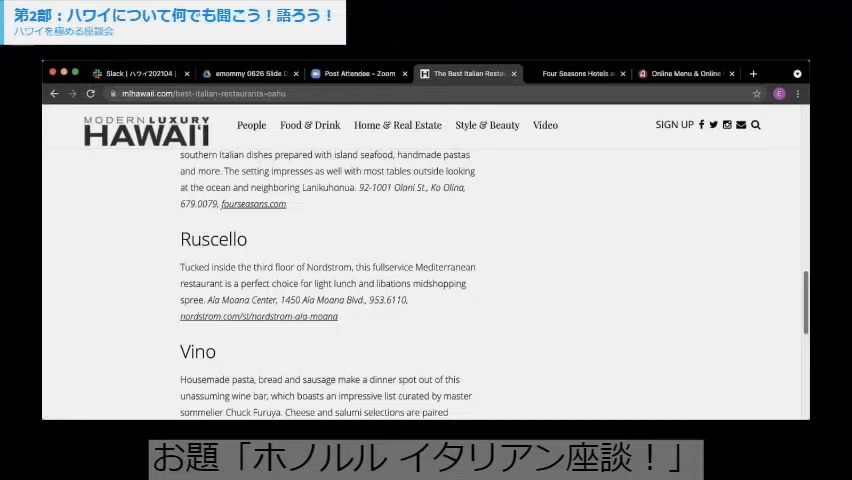 第2部：ハワイについて何でも聞こう！語ろう！
ハワイを極める座談会
Slack | ハワイ202104 |
emommy 0626 Slide D
Post Attendee - Zoom
The Best Italian Resta
Four Seasons Hotels a
Online Menu & Online
mlhawaii.com/best-italian-restaurants-oahu
E
MODERN LUXURY
HAWAI'I
People Food & Drink Home & Real Estate Style & Beauty Video SIGN UP
southern Italian dishes prepared with island seafood, handmade pastas
and more. The setting impresses as well with most tables outside looking
at the ocean and neighboring Lanikuhonua. 92-1001 Olani St., Ko Olina,
679.0079, fourseasons.com
Ruscello
Tucked inside the third floor of Nordstrom, this fullservice Mediterranean
restaurant is a perfect choice for light lunch and libations midshopping
spree. Ala Moana Center, 1450 Ala Moana Blvd., 953.6110,
nordstrom.com/st/nordstrom-ala-moana
Vino
Housemade pasta, bread and sausage make a dinner spot out of this
unassuming wine bar, which boasts an impressive list curated by master
sommelier Chuck Furuya. Cheese and salumi selections are paired
お題「ホノルル イタリアン座談！」